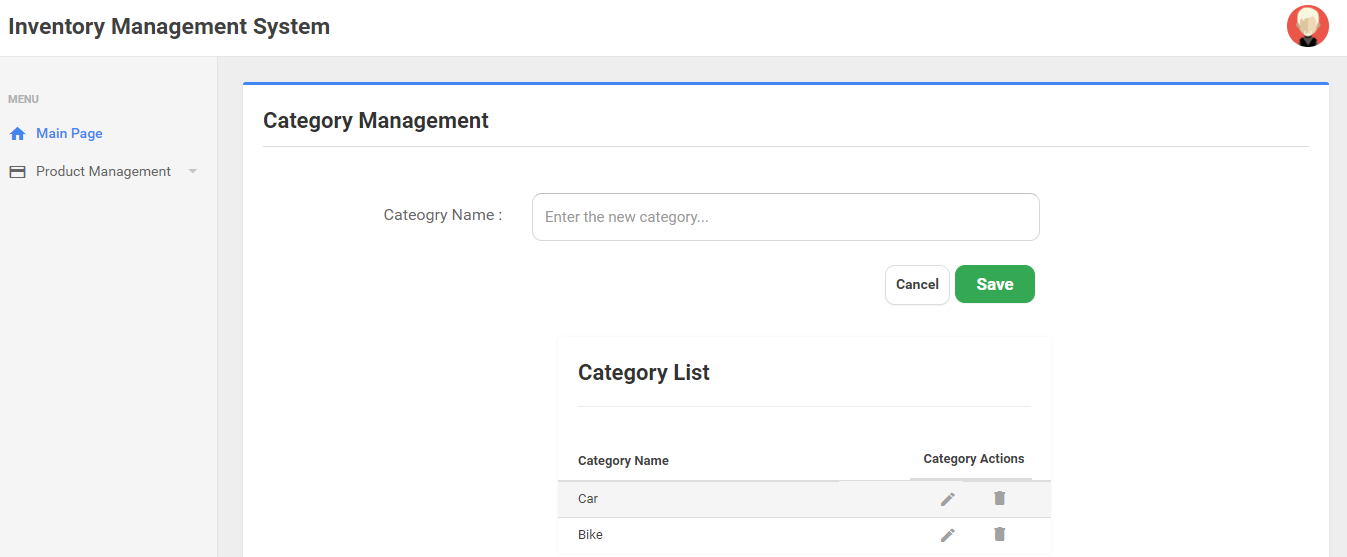 Inventory Management System
MENU
Main Page
Product Management
Category Management
Cateogry Name :
Enter the new category...
Cancel
Save
Category List
Category Name
Category Actions
Car
Bike